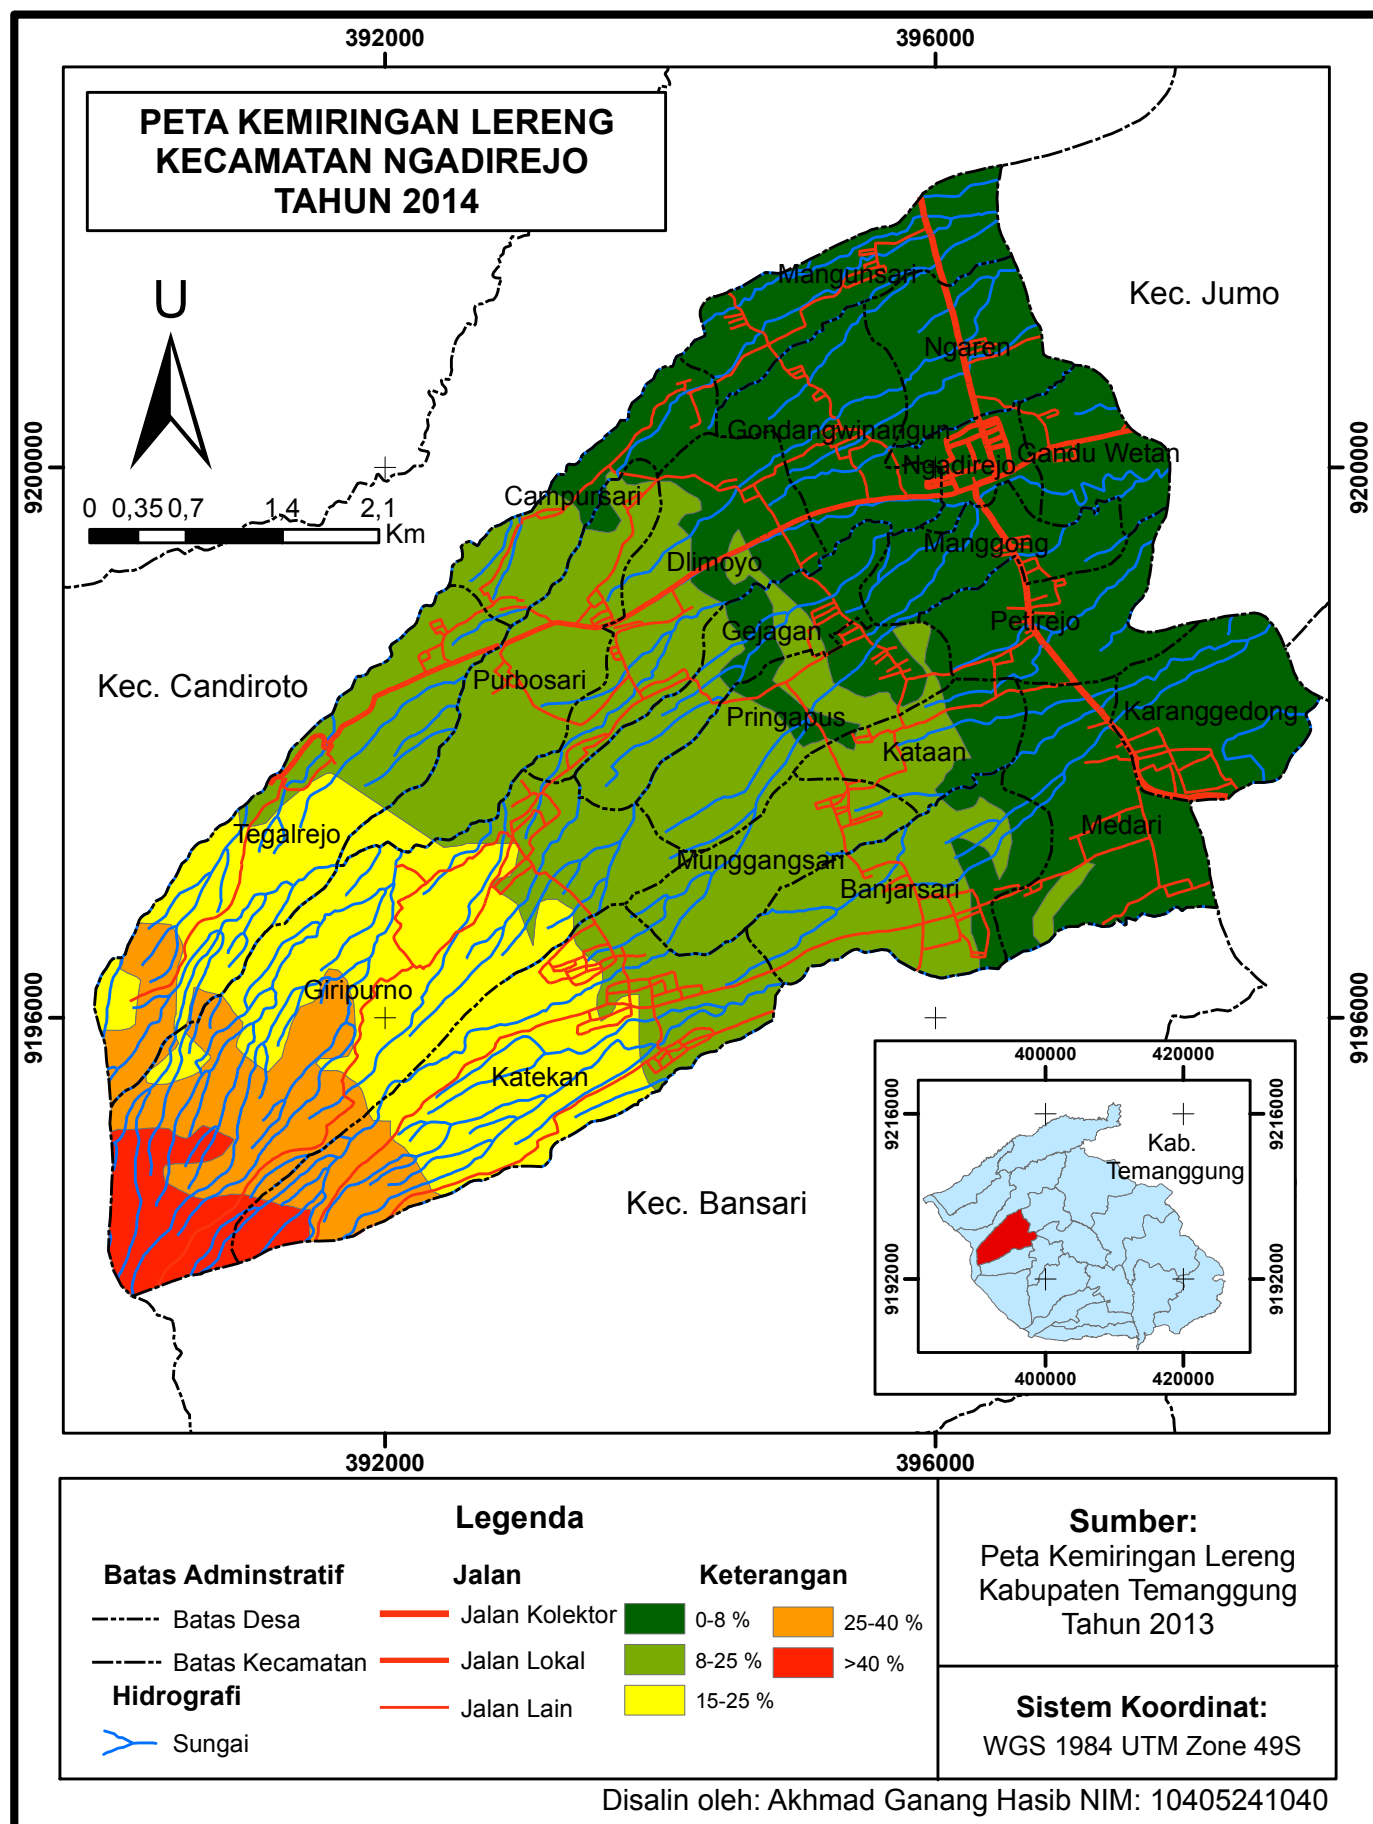 392000
396000
PETA KEMIRINGAN LERENG
KECAMATAN NGADIREJO
TAHUN 2014
U
0 0,35 0,7 1,4 2,1
Km
9200000
9200000
9196000
9196000
Kec. Jumo
Kec. Candiroto
Kec. Bansari
Mangunsari
Ngaren
Gondangwinangun
Gandu Wetan
Ngadirejo
Campursari
Manggong
Dlimoyo
Petirejo
Gejagan
Purbosari
Pringapus
Karanggedong
Kataan
Tegalrejo
Medari
Munggangsari
Banjarsari
Giripurno
Katekan
400000
420000
9216000
9216000
Kab.
Temanggung
9192000
9192000
400000
420000
392000
396000
Legenda
Batas Adminstratif
Batas Desa
Batas Kecamatan
Hidrografi
Sungai
Jalan
Jalan Kolektor
Jalan Lokal
Jalan Lain
Keterangan
0-8 %
8-25 %
15-25 %
25-40 %
>40 %
Sumber:
Peta Kemiringan Lereng
Kabupaten Temanggung
Tahun 2013
Sistem Koordinat:
WGS 1984 UTM Zone 49S
Disalin oleh: Akhmad Ganang Hasib NIM: 10405241040